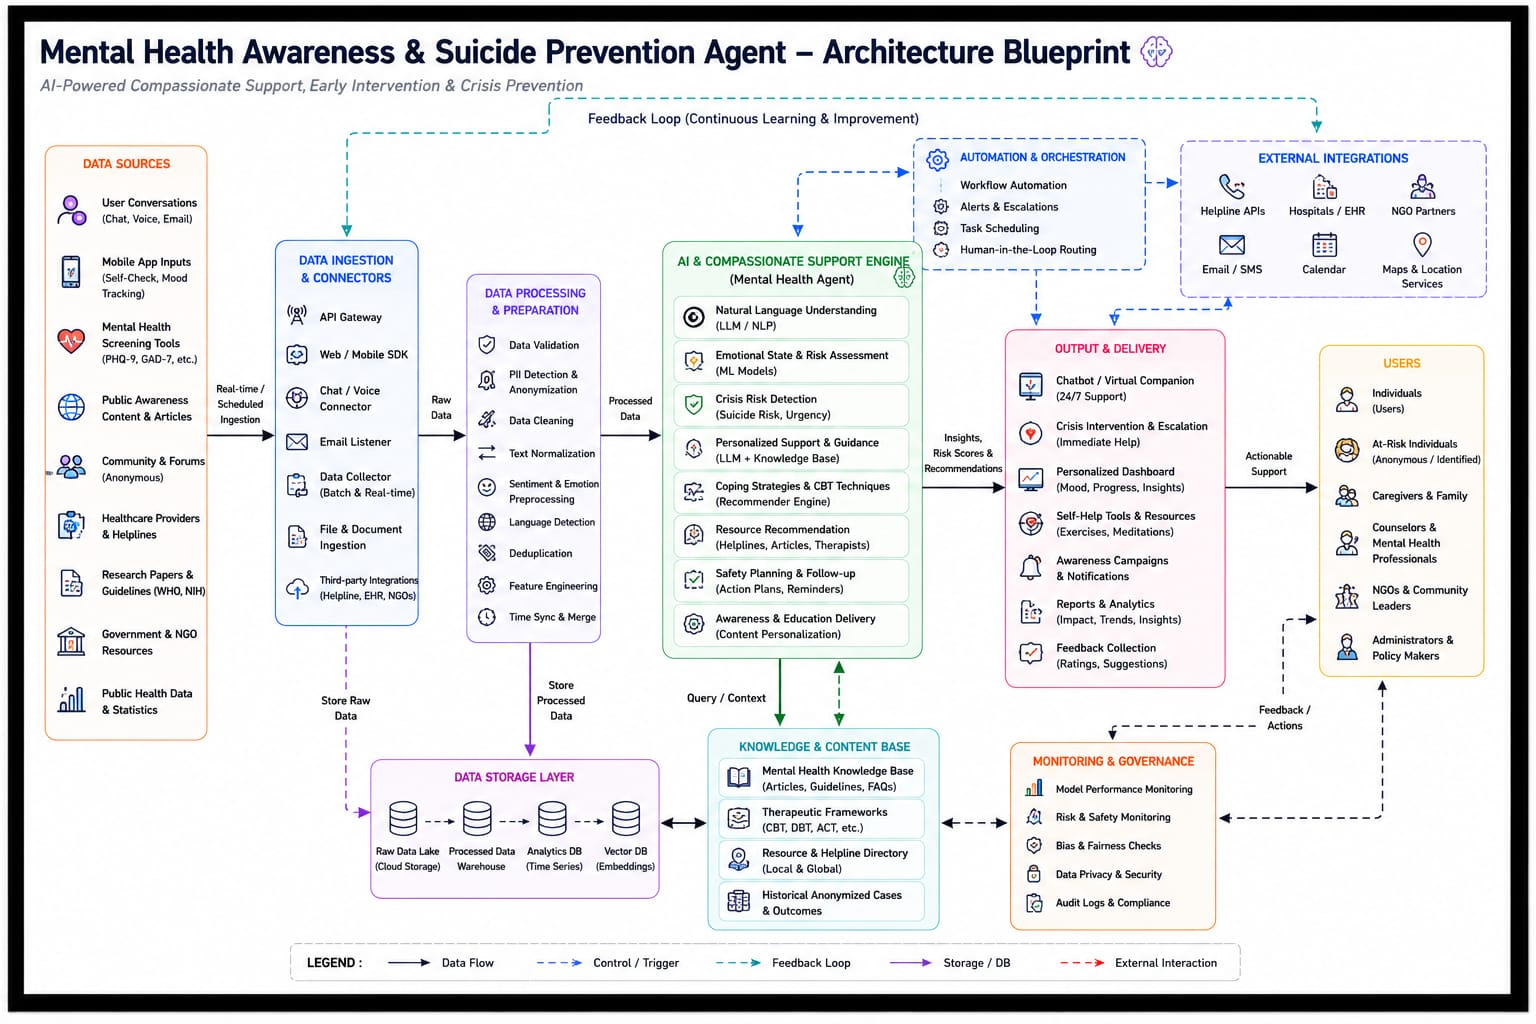 Mental Health Awareness & Suicide Prevention Agent – Architecture Blueprint
AI-Powered Compassionate Support, Early Intervention & Crisis Prevention
Feedback Loop (Continuous Learning & Improvement)
DATA SOURCES
User Conversations
(Chat, Voice, Email)
Mobile App Inputs
(Self-Check, Mood
Tracking)
Mental Health
Screening Tools
(PHQ-9, GAD-7, etc.)
Public Awareness
Content & Articles
Community & Forums
(Anonymous)
Healthcare Providers
& Helplines
Research Papers &
Guidelines (WHO, NIH)
Government & NGO
Resources
Public Health Data
& Statistics
Real-time /
Scheduled
Ingestion
DATA INGESTION
& CONNECTORS
API Gateway
Web / Mobile SDK
Chat / Voice
Connector
Email Listener
Data Collector
(Batch & Real-time)
File & Document
Ingestion
Third-party Integrations
(Helpline, EHR, NGOs)
Raw
Data
Store Raw
Data
DATA PROCESSING
& PREPARATION
Data Validation
PII Detection &
Anonymization
Data Cleaning
Text Normalization
Sentiment & Emotion
Preprocessing
Language Detection
Deduplication
Feature Engineering
Time Sync & Merge
Processed
Data
Store
Processed
Data
AI & COMPASSIONATE SUPPORT ENGINE
(Mental Health Agent)
Natural Language Understanding
(LLM / NLP)
Emotional State & Risk Assessment
(ML Models)
Crisis Risk Detection
(Suicide Risk, Urgency)
Personalized Support & Guidance
(LLM + Knowledge Base)
Coping Strategies & CBT Techniques
(Recommender Engine)
Resource Recommendation
(Helplines, Articles, Therapists)
Safety Planning & Follow-up
(Action Plans, Reminders)
Awareness & Education Delivery
(Content Personalization)
Query / Context
Insights,
Risk Scores &
Recommendations
AUTOMATION & ORCHESTRATION
Workflow Automation
Alerts & Escalations
Task Scheduling
Human-in-the-Loop Routing
EXTERNAL INTEGRATIONS
Helpline APIs
Hospitals / EHR
NGO Partners
Email / SMS
Calendar
Maps & Location
Services
OUTPUT & DELIVERY
Chatbot / Virtual Companion
(24/7 Support)
Crisis Intervention & Escalation
(Immediate Help)
Personalized Dashboard
(Mood, Progress, Insights)
Self-Help Tools & Resources
(Exercises, Meditations)
Awareness Campaigns
& Notifications
Reports & Analytics
(Impact, Trends, Insights)
Feedback Collection
(Ratings, Suggestions)
Actionable
Support
USERS
Individuals
(Users)
At-Risk Individuals
(Anonymous / Identified)
Caregivers & Family
Counselors &
Mental Health
Professionals
NGOs & Community
Leaders
Administrators &
Policy Makers
Feedback /
Actions
DATA STORAGE LAYER
Raw Data Lake
(Cloud Storage)
Processed Data
Warehouse
Analytics DB
(Time Series)
Vector DB
(Embeddings)
KNOWLEDGE & CONTENT BASE
Mental Health Knowledge Base
(Articles, Guidelines, FAQs)
Therapeutic Frameworks
(CBT, DBT, ACT, etc.)
Resource & Helpline Directory
(Local & Global)
Historical Anonymized Cases
& Outcomes
MONITORING & GOVERNANCE
Model Performance Monitoring
Risk & Safety Monitoring
Bias & Fairness Checks
Data Privacy & Security
Audit Logs & Compliance
LEGEND :
Data Flow
Control / Trigger
Feedback Loop
Storage / DB
External Interaction